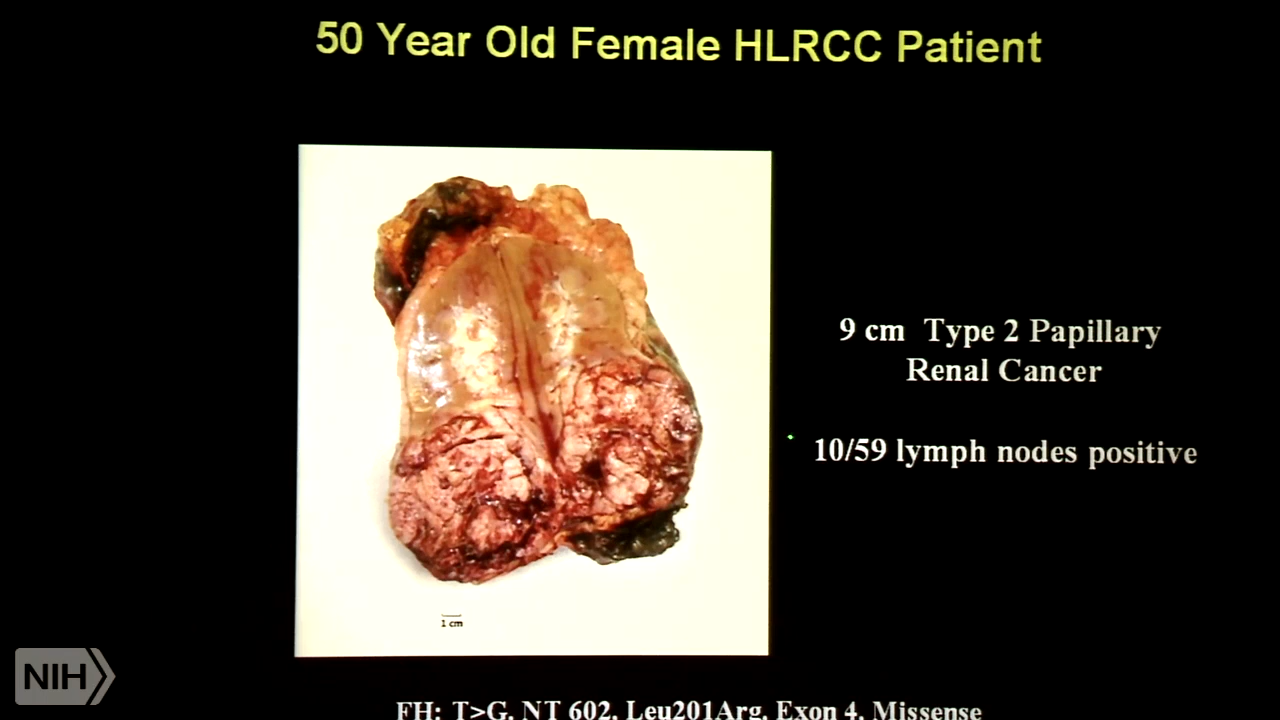 50 Year Old Female HLRCC Patient
9 cm Type 2 Papillary
Renal Cancer
10/59 lymph nodes positive
1 cm
NIH
FH: T>G, NT 602, Leu201Arg, Exon 4, Missense